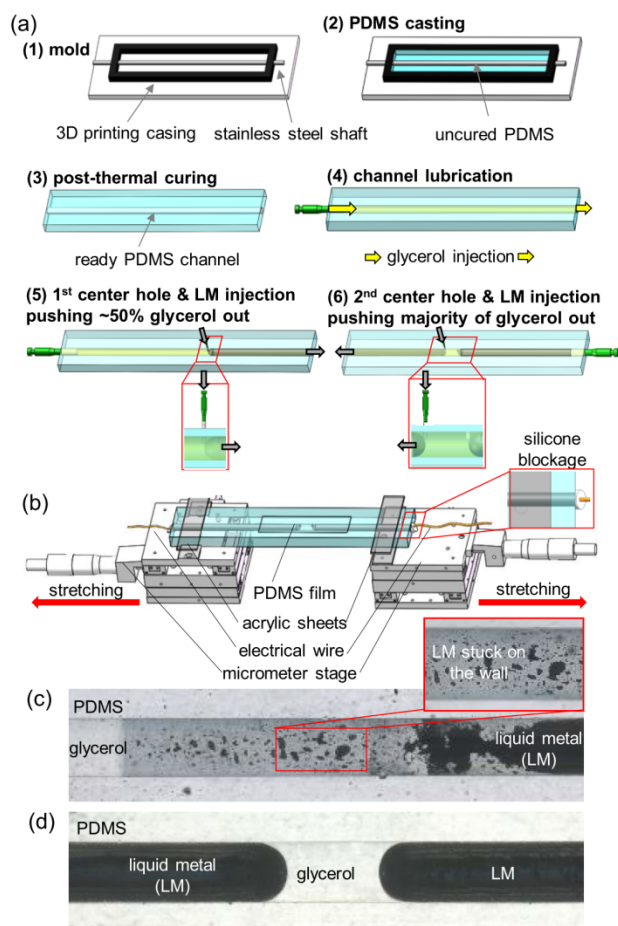 (a)
(1) mold
3D printing casing
stainless steel shaft
(2) PDMS casting
uncured PDMS
(3) post-thermal curing
ready PDMS channel
(4) channel lubrication
glycerol injection
(5) 1st center hole & LM injection
pushing ~50% glycerol out
(6) 2nd center hole & LM injection
pushing majority of glycerol out
(b)
silicone
blockage
PDMS film
acrylic sheets
electrical wire
micrometer stage
stretching
stretching
(c)
PDMS
glycerol
LM stuck on
the wall
liquid metal
(LM)
(d)
PDMS
liquid metal
(LM)
glycerol
LM